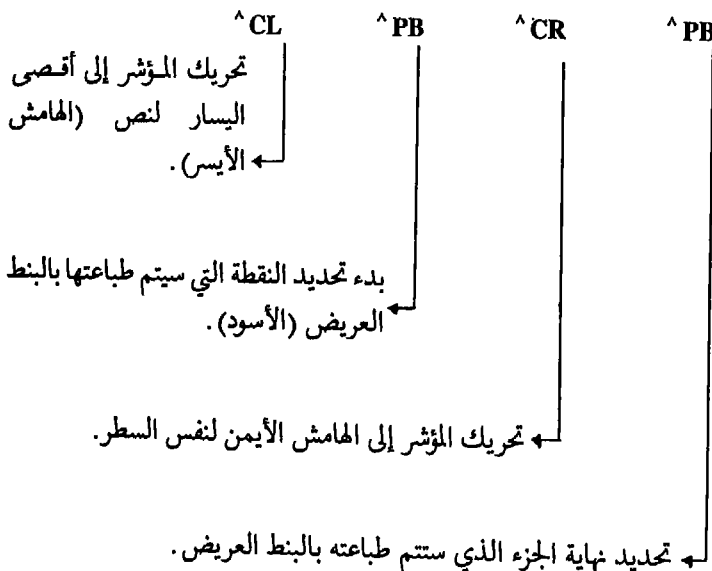 ^CL ^PB ^CR ^PB
تحريك المؤشر إلى أقصى
اليسار لنص (الهامش
الأيسر).
بدء تحديد النقطة التي سيتم طباعتها بالبنط
العريض (الأسود).
تحريك المؤشر إلى الهامش الأيمن لنفس السطر.
تحديد نهاية الجزء الذي ستتم طباعته بالبنط العريض.